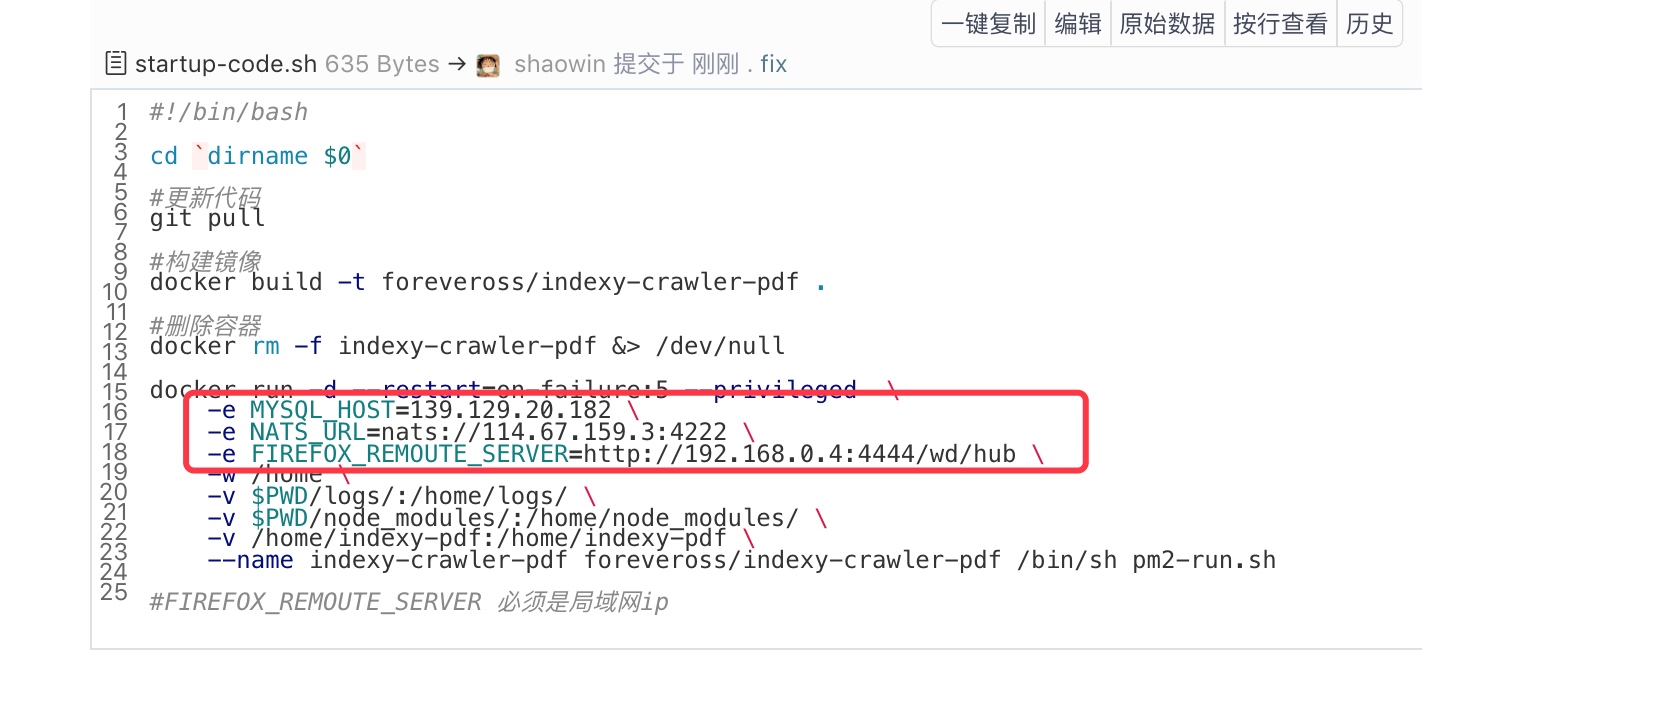 一键复制 编辑 原始数据 按行查看 历史
startup-code.sh 635 Bytes → shaowin 提交于 刚刚 . fix
1 #!/bin/bash
2
3 cd `dirname $0`
4
5 #更新代码
6 git pull
7
8 #构建镜像
9 docker build -t foreveross/indexy-crawler-pdf .
10
11 #删除容器
12 docker rm -f indexy-crawler-pdf &> /dev/null
13
14
15 docker run -d --restart=on-failure:5 --privileged \
16 -e MYSQL_HOST=139.129.20.182 \
17 -e NATS_URL=nats://114.67.159.3:4222 \
18 -e FIREFOX_REMOUTE_SERVER=http://192.168.0.4:4444/wd/hub \
19 -w /home \
20 -v $PWD/logs/:/home/logs/ \
21 -v $PWD/node_modules/:/home/node_modules/ \
22 -v /home/indexy-pdf:/home/indexy-pdf \
23 --name indexy-crawler-pdf foreveross/indexy-crawler-pdf /bin/sh pm2-run.sh
24
25 #FIREFOX_REMOUTE_SERVER 必须是局域网ip